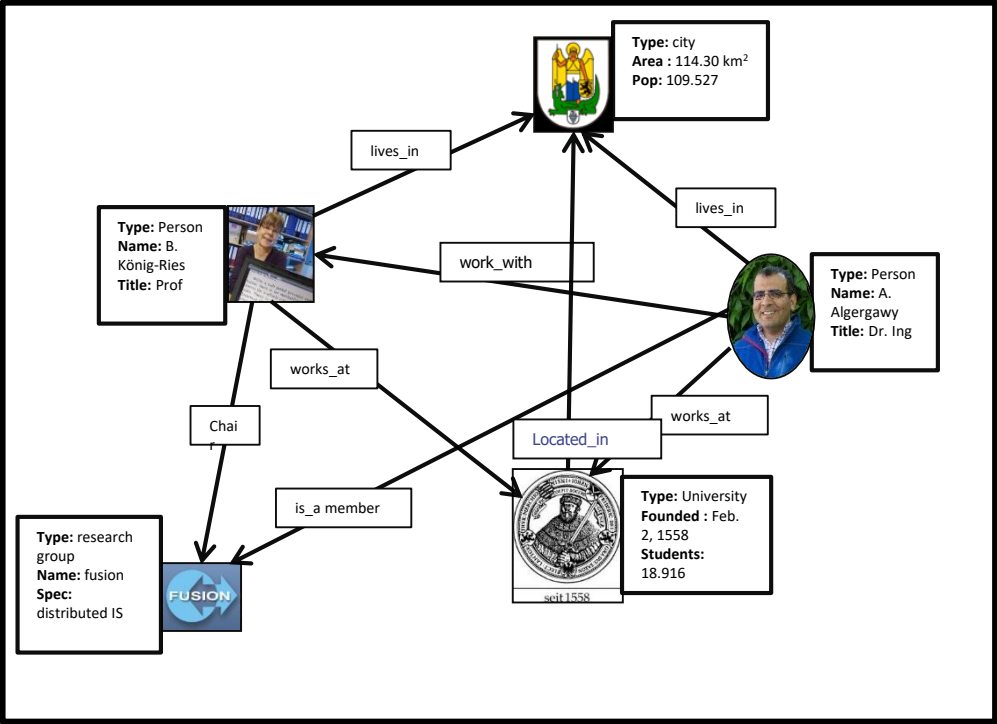 Type: city
Area : 114.30 km²
Pop: 109.527
lives_in
lives_in
Type: Person
Name: B.
König-Ries
Title: Prof
work_with
Type: Person
Name: A.
Algergawy
Title: Dr. Ing
works_at
Chai
r
works_at
Located_in
is_a member
Type: University
Founded : Feb.
2, 1558
Students:
18.916
seit 1558
Type: research
group
Name: fusion
Spec:
distributed IS
FUSION